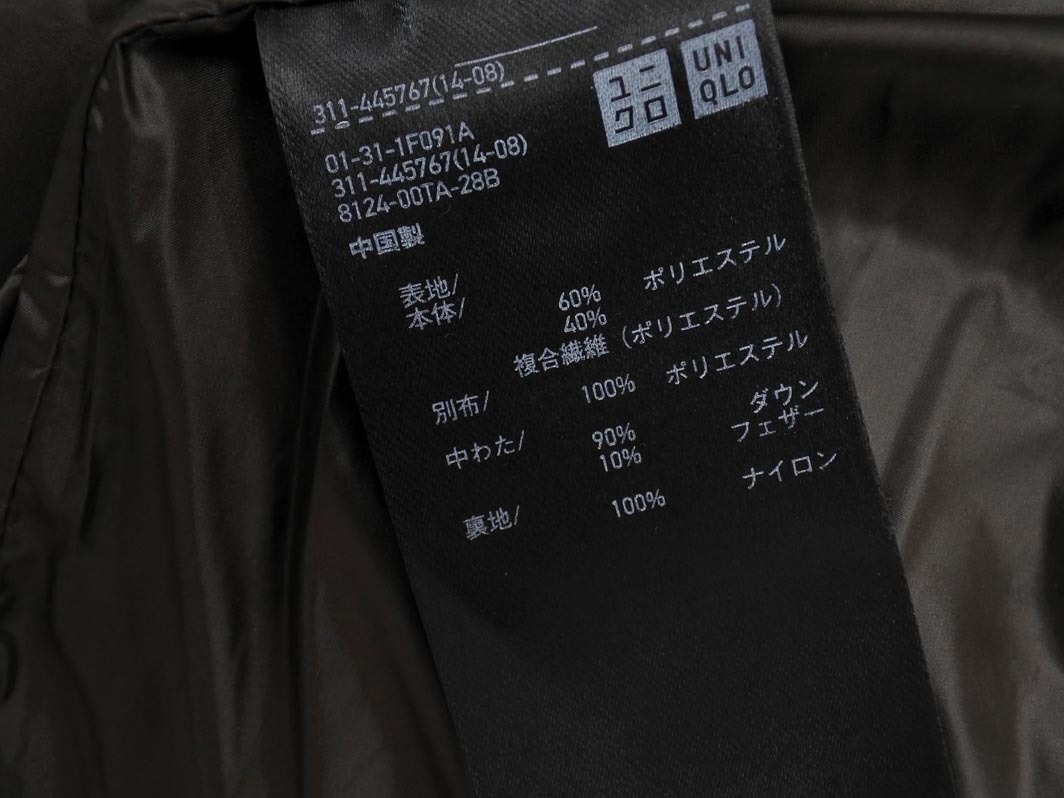 311-445767(14-08)
ユニクロ
UNIQLO
01-31-1F091A
311-445767(14-08)
8124-00TA-28B
中国製
表地/
本体/ 60% ポリエステル
40%
複合繊維(ポリエステル)
別布/ 100% ポリエステル
中わた/ 90% ダウン
10% フェザー
裏地/ 100% ナイロン